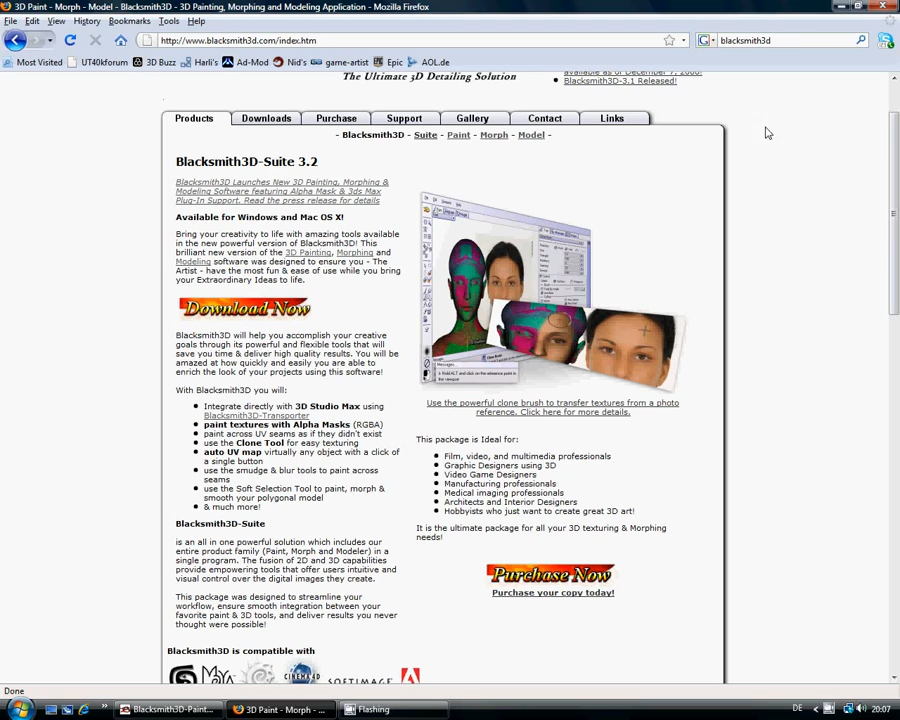 3D Paint - Morph - Model - Blacksmith3D - 3D Painting, Morphing and Modeling Application - Mozilla Firefox
File Edit View History Bookmarks Tools Help
http://www.blacksmith3d.com/index.htm
blacksmith3d
Most Visited UT40kforum 3D Buzz Harli's Ad-Mod Nid's game-artist Epic AOL.de
The Ultimate 3D Detailing Solution
Blacksmith3D-3.1 Released!
Products Downloads Purchase Support Gallery Contact Links
- Blacksmith3D - Suite - Paint - Morph - Model -
Blacksmith3D-Suite 3.2
Blacksmith3D Launches New 3D Painting, Morphing &
Modeling Software featuring Alpha Mask & 3ds Max
Plug-In Support. Read the press release for details
Available for Windows and Mac OS X!
Bring your creativity to life with amazing tools available
in the new powerful version of Blacksmith3D! This
brilliant new version of the 3D Painting, Morphing and
Modeling software was designed to ensure you - The
Artist - have the most fun & ease of use while you bring
your Extraordinary Ideas to life.
Download Now
Blacksmith3D will help you accomplish your creative
goals through its powerful and flexible tools that will
save you time & deliver high quality results. You will be
amazed at how quickly and easily you are able to
enrich the look of your projects using this software!
With Blacksmith3D you will:
Integrate directly with 3D Studio Max using
Blacksmith3D-Transporter
paint textures with Alpha Masks (RGBA)
paint across UV seams as if they didn't exist
use the Clone Tool for easy texturing
auto UV map virtually any object with a click of
a single button
use the smudge & blur tools to paint across
seams
use the Soft Selection Tool to paint, morph &
smooth your polygonal model
& much more!
Blacksmith3D-Suite
is an all in one powerful solution which includes our
entire product family (Paint, Morph and Modeler) in a
single program. The fusion of 2D and 3D capabilities
provide empowering tools that offer users intuitive and
visual control over the digital images they create.
This package was designed to streamline your
workflow, ensure smooth integration between your
favorite paint & 3D tools, and deliver results you never
thought were possible!
Blacksmith3D is compatible with
MAYA CINEMA 4D SOFTIMAGE
Use the powerful clone brush to transfer textures from a photo
reference. Click here for more details.
This package is Ideal for:
Film, video, and multimedia professionals
Graphic Designers using 3D
Video Game Designers
Manufacturing professionals
Medical imaging professionals
Architects and Interior Designers
Hobbyists who just want to create great 3D art!
It is the ultimate package for all your 3D texturing & Morphing
needs!
Purchase Now
Purchase your copy today!
Done
Blacksmith3D-Paint... 3D Paint - Morph - ... Flashing DE 20:07